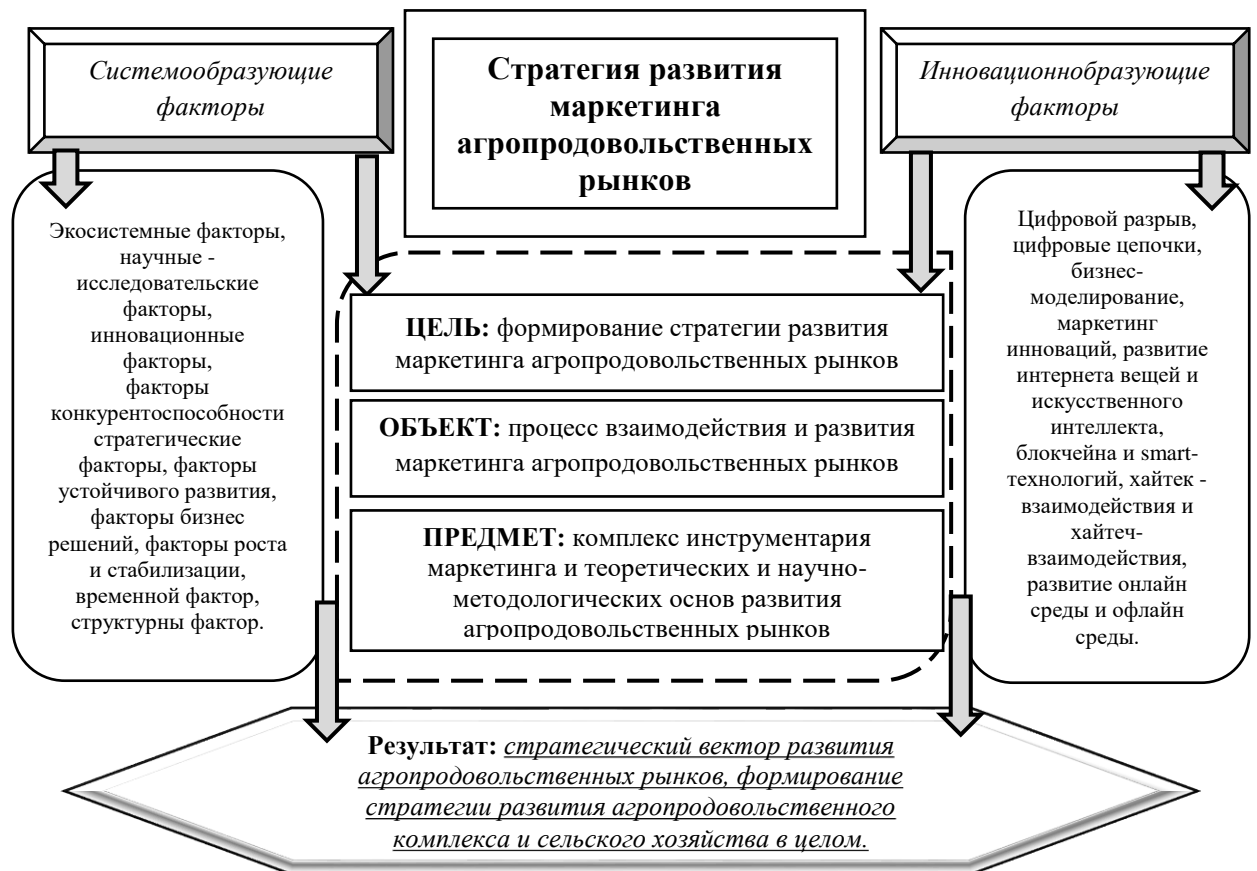 Системообразующие
факторы
Стратегия развития
маркетинга
агропродовольственных
рынков
Инновационнобразующие
факторы
Экосистемные факторы,
научные -
исследовательские
факторы,
инновационные
факторы,
факторы
конкурентоспособности
стратегические
факторы, факторы
устойчивого развития,
факторы бизнес
решений, факторы роста
и стабилизации,
временной фактор,
структурны фактор.
ЦЕЛЬ: формирование стратегии развития
маркетинга агропродовольственных рынков
ОБЪЕКТ: процесс взаимодействия и развития
маркетинга агропродовольственных рынков
ПРЕДМЕТ: комплекс инструментария
маркетинга и теоретических и научно-
методологических основ развития
агропродовольственных рынков
Цифровой разрыв,
цифровые цепочки,
бизнес-
моделирование,
маркетинг
инноваций, развитие
интернета вещей и
искусственного
интеллекта,
блокчейна и smart-
технологий, хайтек -
взаимодействия и
хайтеч-
взаимодействия,
развитие онлайн
среды и офлайн
среды.
Результат: стратегический вектор развития
агропродовольственных рынков, формирование
стратегии развития агропродовольственного
комплекса и сельского хозяйства в целом.